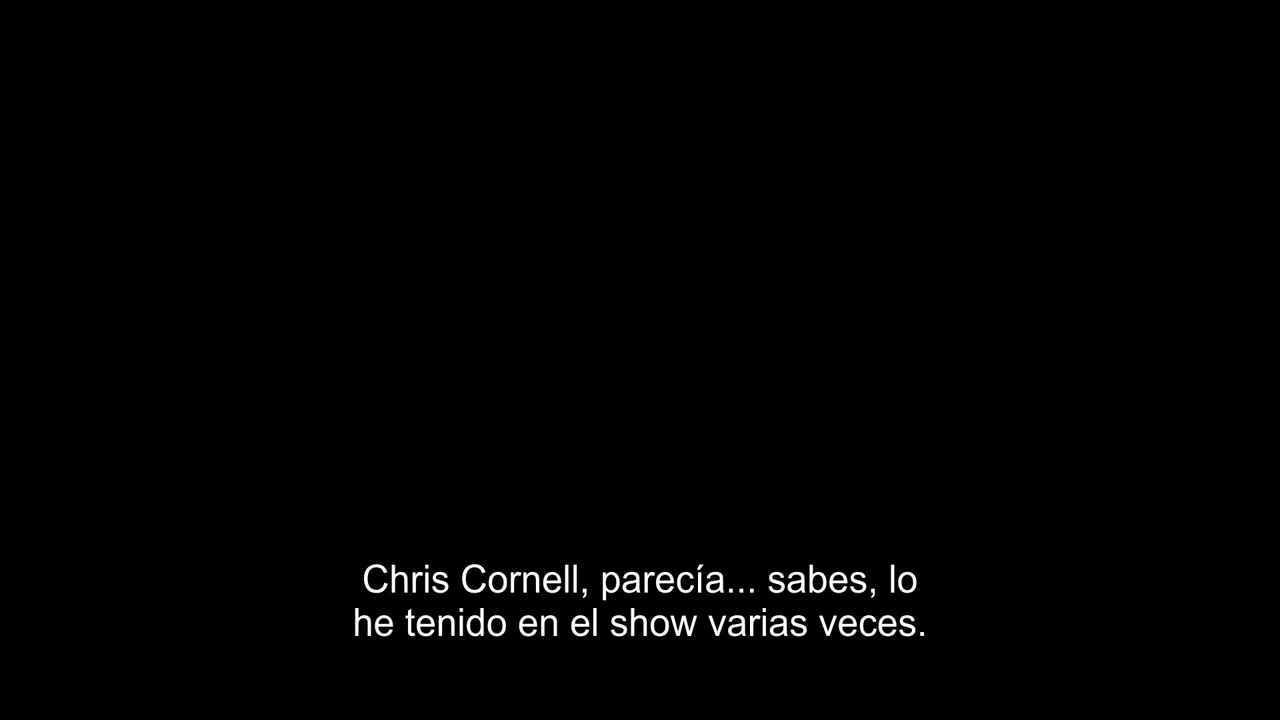 Chris Cornell, parecía... sabes, lo
he tenido en el show varias veces.